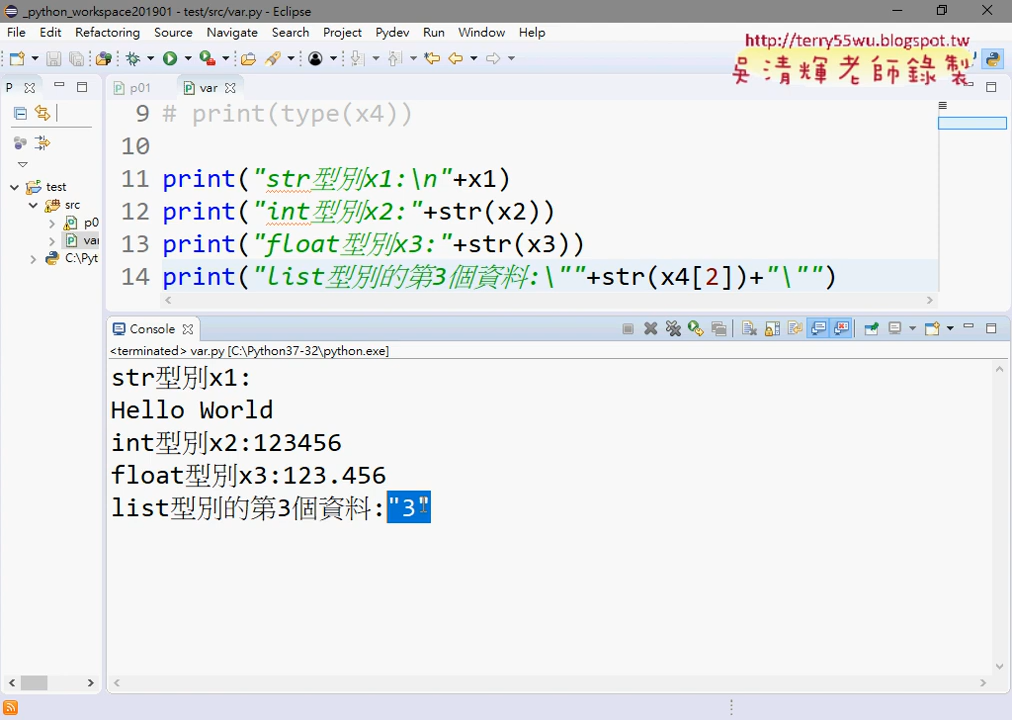 _python_workspace201901 - test/src/var.py - Eclipse
File Edit Refactoring Source Navigate Search Project Pydev Run Window Help
http://terry55wu.blogspot.tw
吳清輝老師錄製
P
p01
var
9 # print(type(x4))
10
11 print("str型別x1:\n"+x1)
12 print("int型別x2:"+str(x2))
13 print("float型別x3:"+str(x3))
14 print("list型別的第3個資料:\""+str(x4[2])+"\"")
test
src
p0
va
C:\Pyt
Console
<terminated> var.py [C:\Python37-32\python.exe]
str型別x1:
Hello World
int型別x2:123456
float型別x3:123.456
list型別的第3個資料:"3"